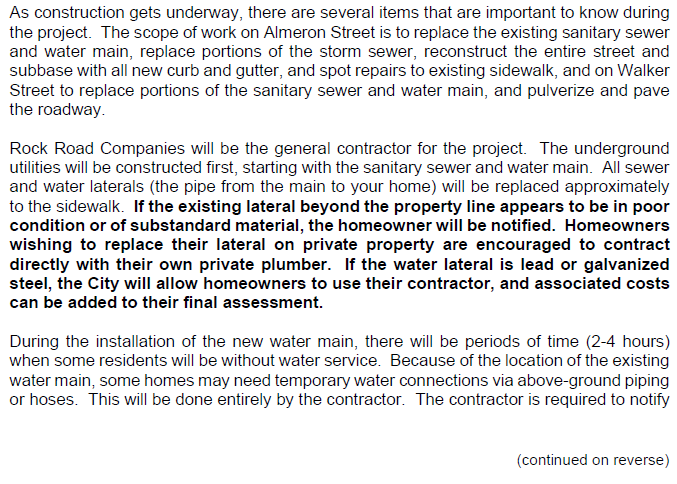 As construction gets underway, there are several items that are important to know during
the project.  The scope of work on Almeron Street is to replace the existing sanitary sewer
and water main, replace portions of the storm sewer, reconstruct the entire street and
subbase with all new curb and gutter, and spot repairs to existing sidewalk, and on Walker
Street to replace portions of the sanitary sewer and water main, and pulverize and pave
the roadway.

Rock Road Companies will be the general contractor for the project.  The underground
utilities will be constructed first, starting with the sanitary sewer and water main.  All sewer
and water laterals (the pipe from the main to your home) will be replaced approximately
to the sidewalk.  If the existing lateral beyond the property line appears to be in poor
condition or of substandard material, the homeowner will be notified.  Homeowners
wishing to replace their lateral on private property are encouraged to contract
directly with their own private plumber.  If the water lateral is lead or galvanized
steel, the City will allow homeowners to use their contractor, and associated costs
can be added to their final assessment.

During the installation of the new water main, there will be periods of time (2-4 hours)
when some residents will be without water service.  Because of the location of the existing
water main, some homes may need temporary water connections via above-ground piping
or hoses.  This will be done entirely by the contractor.  The contractor is required to notify

(continued on reverse)